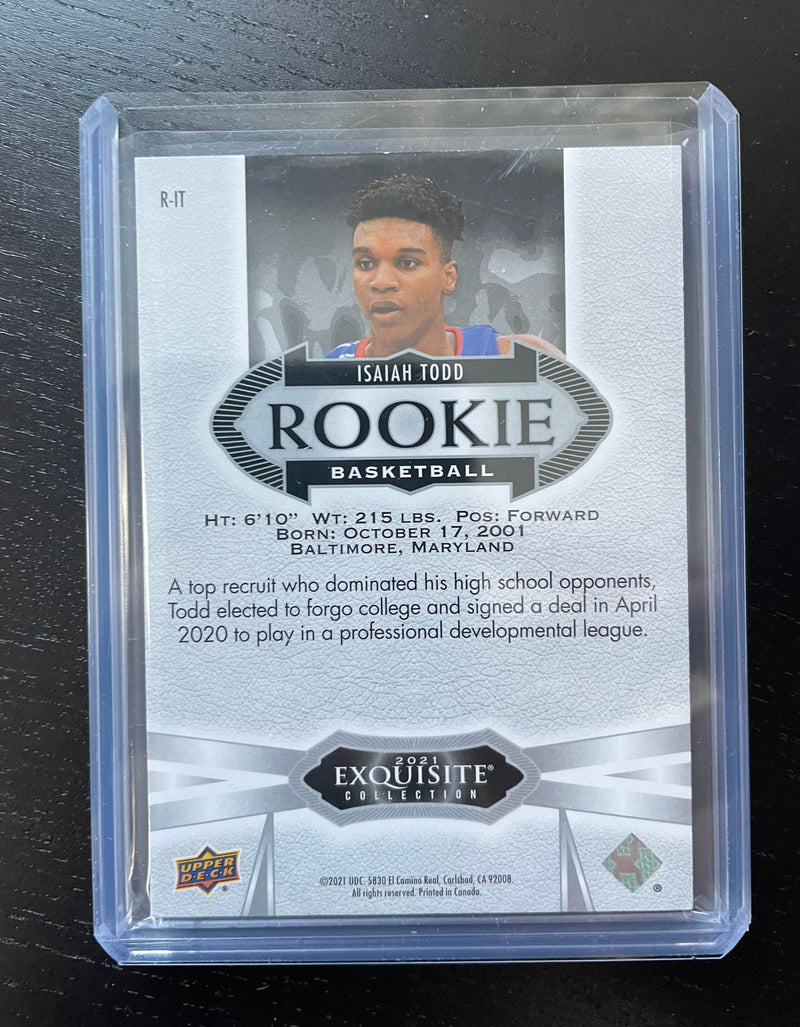 R-IT
ISAIAH TODD
ROOKIE
BASKETBALL
HT: 6'10" WT: 215 LBS. POS: FORWARD
BORN: OCTOBER 17, 2001
BALTIMORE, MARYLAND
A top recruit who dominated his high school opponents,
Todd elected to forgo college and signed a deal in April
2020 to play in a professional developmental league.
2021
EXQUISITE®
COLLECTION
UPPER
D·E·C·K
®
©2021 UDC. 5830 El Camino Real, Carlsbad, CA 92008.
All rights reserved. Printed in Canada.
®